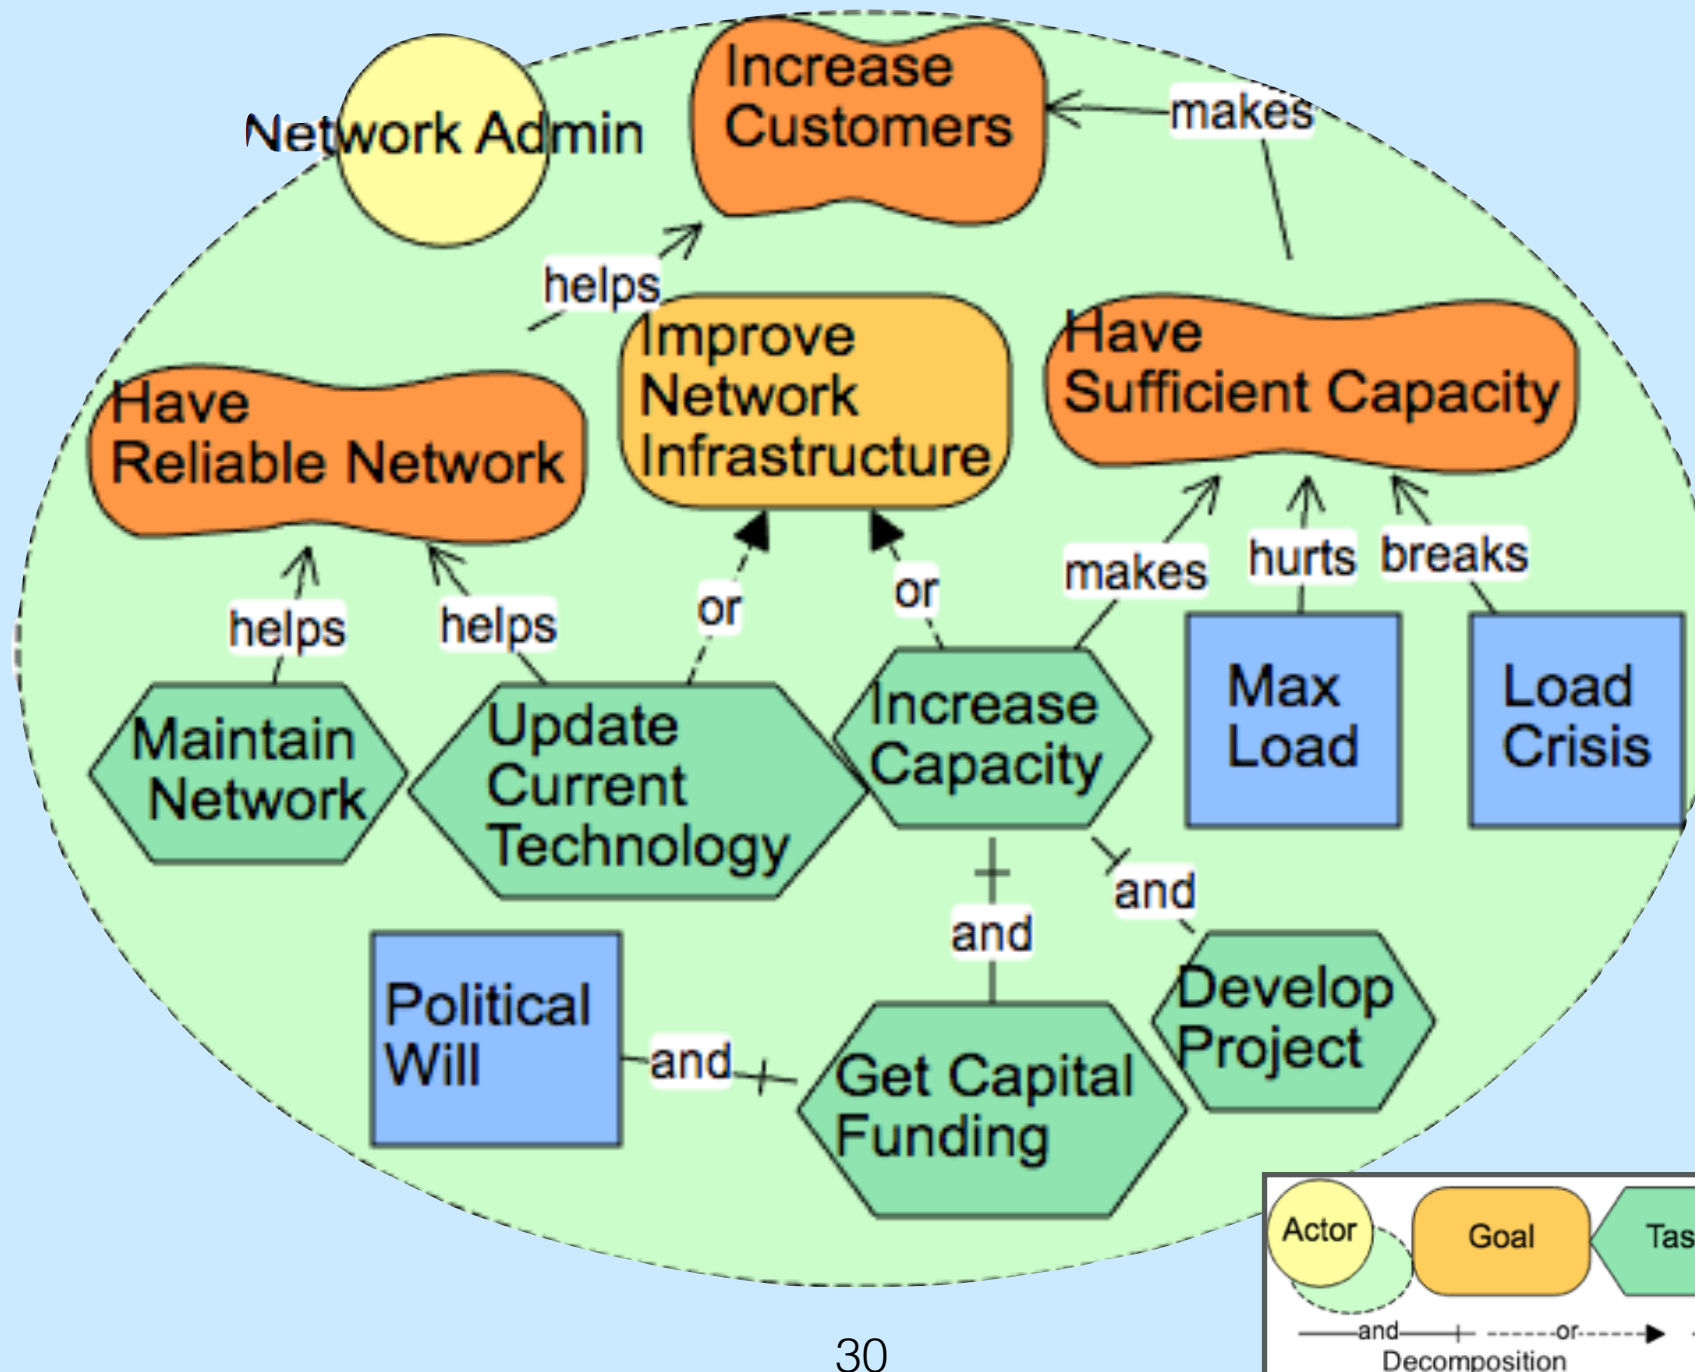 Network Admin
Increase
Customers
makes
helps
Improve
Network
Infrastructure
Have
Sufficient Capacity
Have
Reliable Network
helps
helps
or
or
makes
hurts
breaks
Maintain
Network
Update
Current
Technology
Increase
Capacity
Max
Load
Load
Crisis
and
and
Political
Will
and
Get Capital
Funding
Develop
Project
Actor
Goal
Tas
and
or
Decomposition
30